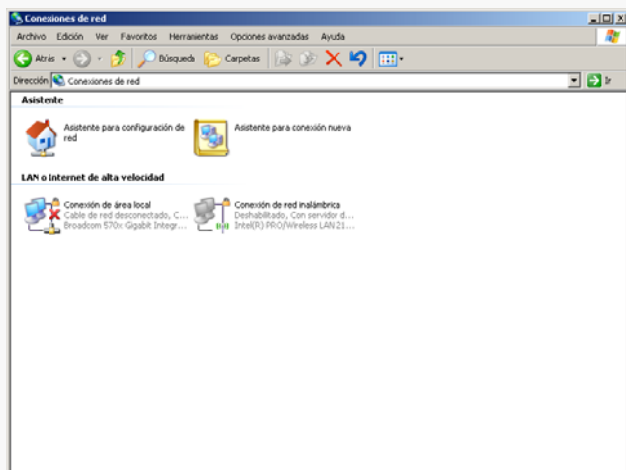 Conexiones de red
Archivo Edición Ver Favoritos Herramientas Opciones avanzadas Ayuda
Atrás Búsqueda Carpetas
Dirección Conexiones de red Ir
Asistente
Asistente para configuración de
red
Asistente para conexión nueva
LAN o Internet de alta velocidad
Conexión de área local
Cable de red desconectado, C...
Broadcom 570x Gigabit Integr...
Conexión de red inalámbrica
Deshabilitado, Con servidor d...
Intel(R) PRO/Wireless LAN 21...